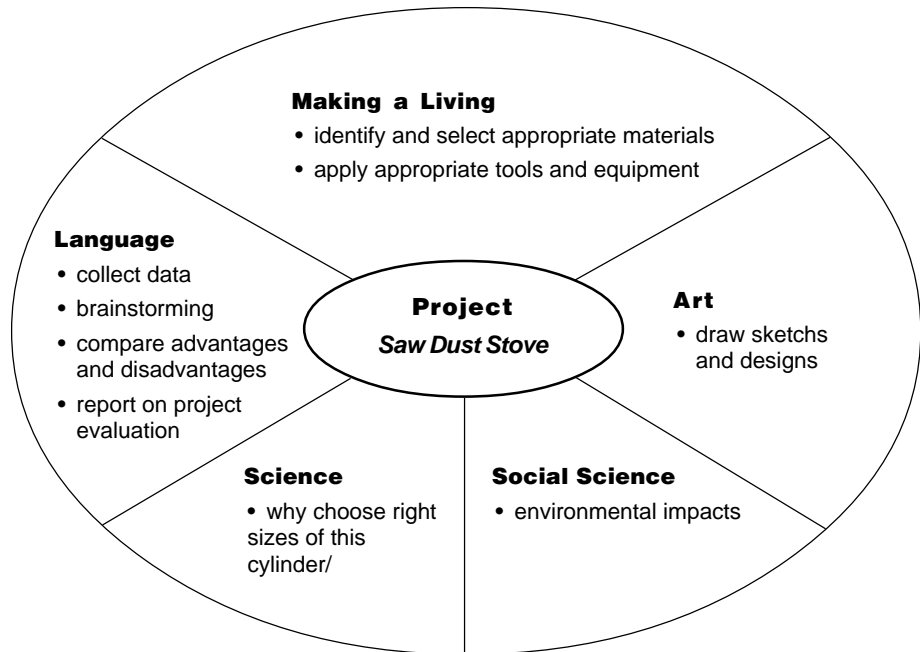 Making a Living
• identify and select appropriate materials
• apply appropriate tools and equipment
Language
• collect data
• brainstorming
• compare advantages
and disadvantages
• report on project
evaluation
Project
Saw Dust Stove
Art
• draw sketchs
and designs
Science
• why choose right
sizes of this
cylinder/
Social Science
• environmental impacts